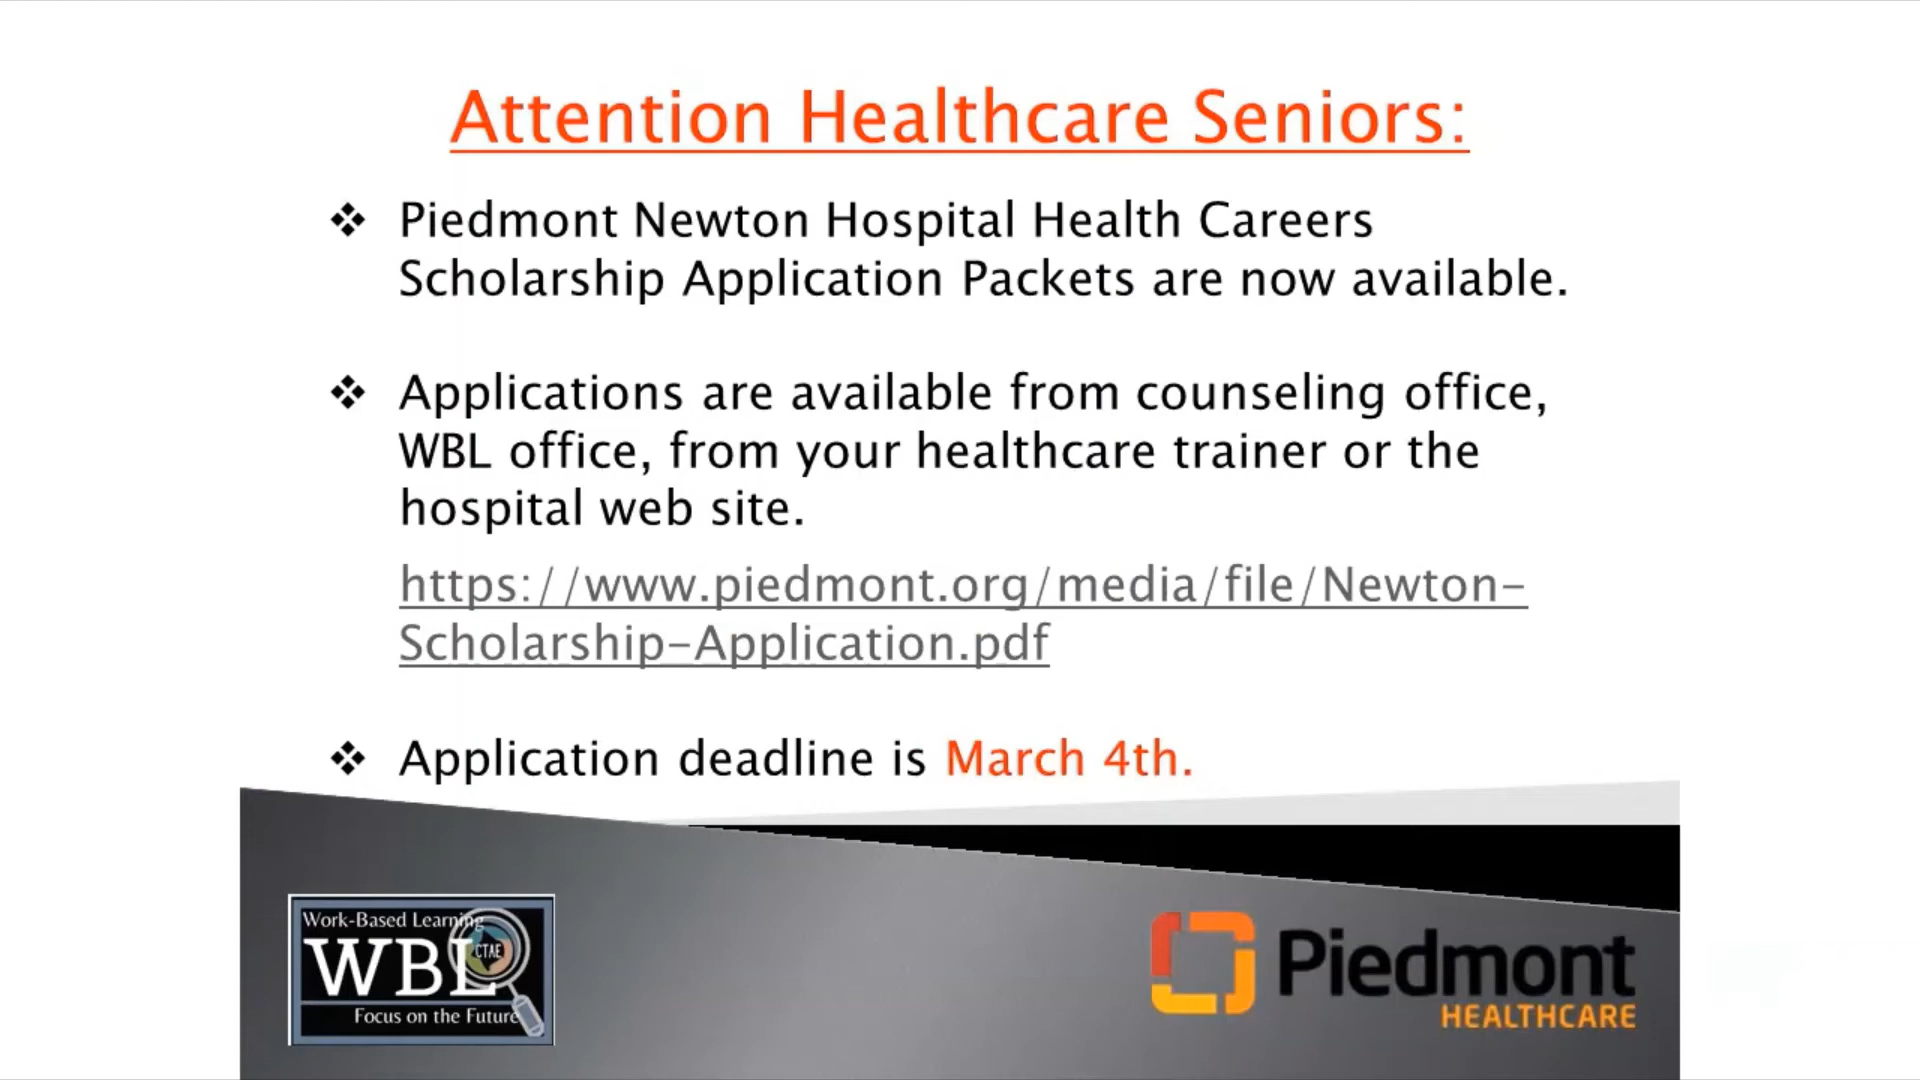 Attention Healthcare Seniors:
❖ Piedmont Newton Hospital Health Careers
Scholarship Application Packets are now available.
❖ Applications are available from counseling office,
WBL office, from your healthcare trainer or the
hospital web site.
https://www.piedmont.org/media/file/Newton-
Scholarship-Application.pdf
❖ Application deadline is March 4th.
Work-Based Learning
WBL
CTAE
Focus on the Future
Piedmont
HEALTHCARE